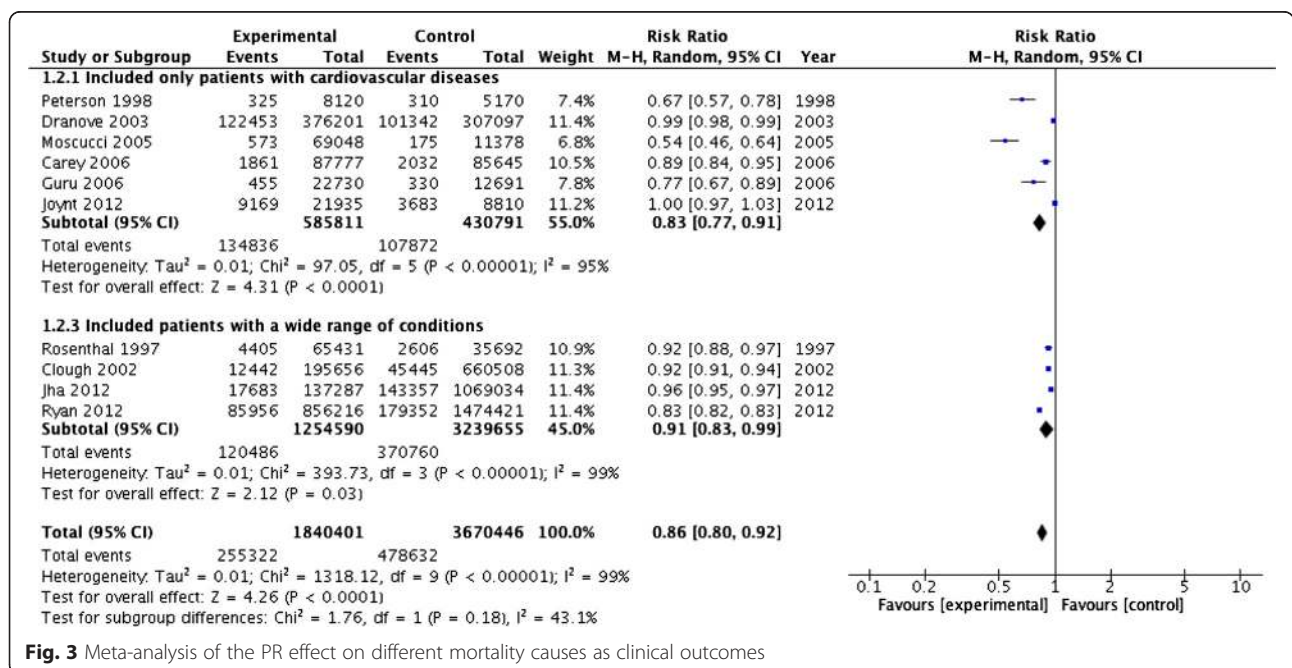 Experimental Control Risk Ratio Risk Ratio
Study or Subgroup Events Total Events Total Weight M-H, Random, 95% CI Year M-H, Random, 95% CI
1.2.1 Included only patients with cardiovascular diseases
Peterson 1998 325 8120 310 5170 7.4% 0.67 [0.57, 0.78] 1998
Dranove 2003 122453 376201 101342 307097 11.4% 0.99 [0.98, 0.99] 2003
Moscucci 2005 573 69048 175 11378 6.8% 0.54 [0.46, 0.64] 2005
Carey 2006 1861 87777 2032 85645 10.5% 0.89 [0.84, 0.95] 2006
Guru 2006 455 22730 330 12691 7.8% 0.77 [0.67, 0.89] 2006
Joynt 2012 9169 21935 3683 8810 11.2% 1.00 [0.97, 1.03] 2012
Subtotal (95% CI) 585811 430791 55.0% 0.83 [0.77, 0.91]
Total events 134836 107872
Heterogeneity: Tau² = 0.01; Chi² = 97.05, df = 5 (P < 0.00001); I² = 95%
Test for overall effect: Z = 4.31 (P < 0.0001)
1.2.3 Included patients with a wide range of conditions
Rosenthal 1997 4405 65431 2606 35692 10.9% 0.92 [0.88, 0.97] 1997
Clough 2002 12442 195656 45445 660508 11.3% 0.92 [0.91, 0.94] 2002
Jha 2012 17683 137287 143357 1069034 11.4% 0.96 [0.95, 0.97] 2012
Ryan 2012 85956 856216 179352 1474421 11.4% 0.83 [0.82, 0.83] 2012
Subtotal (95% CI) 1254590 3239655 45.0% 0.91 [0.83, 0.99]
Total events 120486 370760
Heterogeneity: Tau² = 0.01; Chi² = 393.73, df = 3 (P < 0.00001); I² = 99%
Test for overall effect: Z = 2.12 (P = 0.03)
Total (95% CI) 1840401 3670446 100.0% 0.86 [0.80, 0.92]
Total events 255322 478632
Heterogeneity: Tau² = 0.01; Chi² = 1318.12, df = 9 (P < 0.00001); I² = 99%
Test for overall effect: Z = 4.26 (P < 0.0001)
Test for subgroup differences: Chi² = 1.76, df = 1 (P = 0.18), I² = 43.1%
0.1 0.2 0.5 1 2 5 10
Favours [experimental] Favours [control]
Fig. 3 Meta-analysis of the PR effect on different mortality causes as clinical outcomes